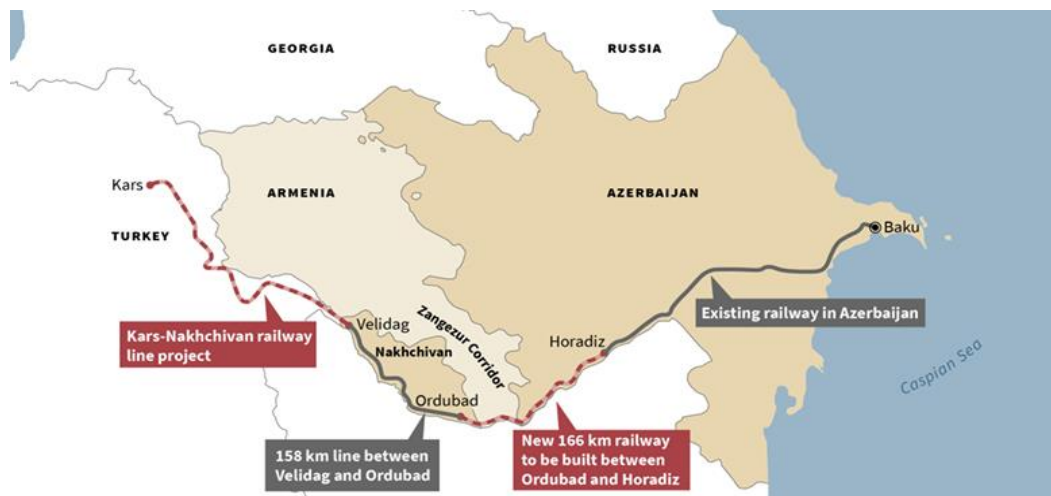 GEORGIA
RUSSIA
Kars
ARMENIA
AZERBAIJAN
TURKEY
Baku
Existing railway in Azerbaijan
Kars-Nakhchivan railway
line project
Velidag
Zangezur Corridor
Horadiz
Nakhchivan
Caspian Sea
Ordubad
158 km line between
Velidag and Ordubad
New 166 km railway
to be built between
Ordubad and Horadiz